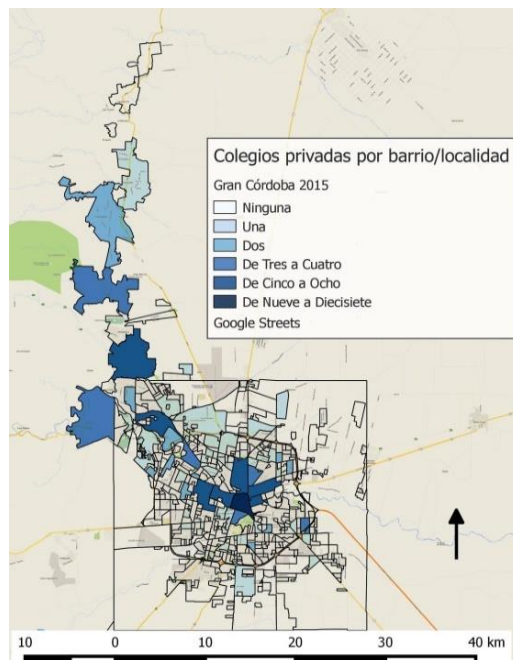 Colegios privadas por barrio/localidad
Gran Córdoba 2015
Ninguna
Una
Dos
De Tres a Cuatro
De Cinco a Ocho
De Nueve a Diecisiete
Google Streets
10 0 10 20 30 40 km